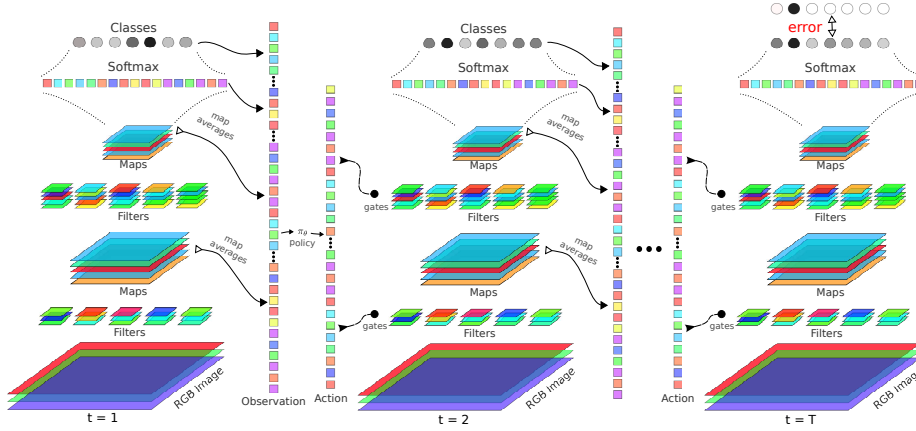 Classes
Softmax
map
averages
Maps
Filters
map
averages
Maps
Filters
RGB Image
t = 1
Observation
πθ
policy
Action
Classes
Softmax
map
averages
Maps
gates
Filters
map
averages
Maps
gates
Filters
RGB Image
t = 2
Action
error
Softmax
Maps
gates
Filters
Maps
gates
Filters
RGB Image
t = T